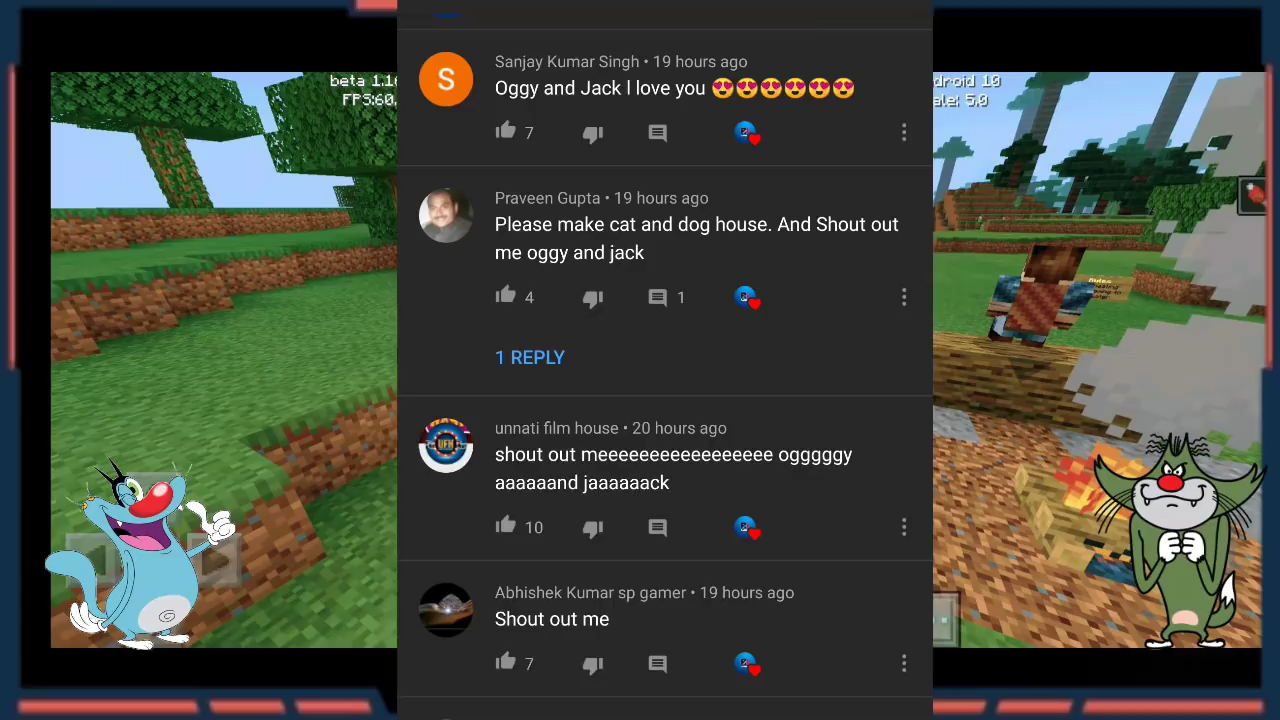 beta 1.16
FPS:60.
Sanjay Kumar Singh • 19 hours ago
Oggy and Jack I love you 😍😍😍😍😍😍
7
Praveen Gupta • 19 hours ago
Please make cat and dog house. And Shout out
me oggy and jack
4 1
1 REPLY
unnati film house • 20 hours ago
shout out meeeeeeeeeeeeeeeee ogggggy
aaaaaand jaaaaaack
10
Abhishek Kumar sp gamer • 19 hours ago
Shout out me
7
droid 10
ale: 5.0
UFH